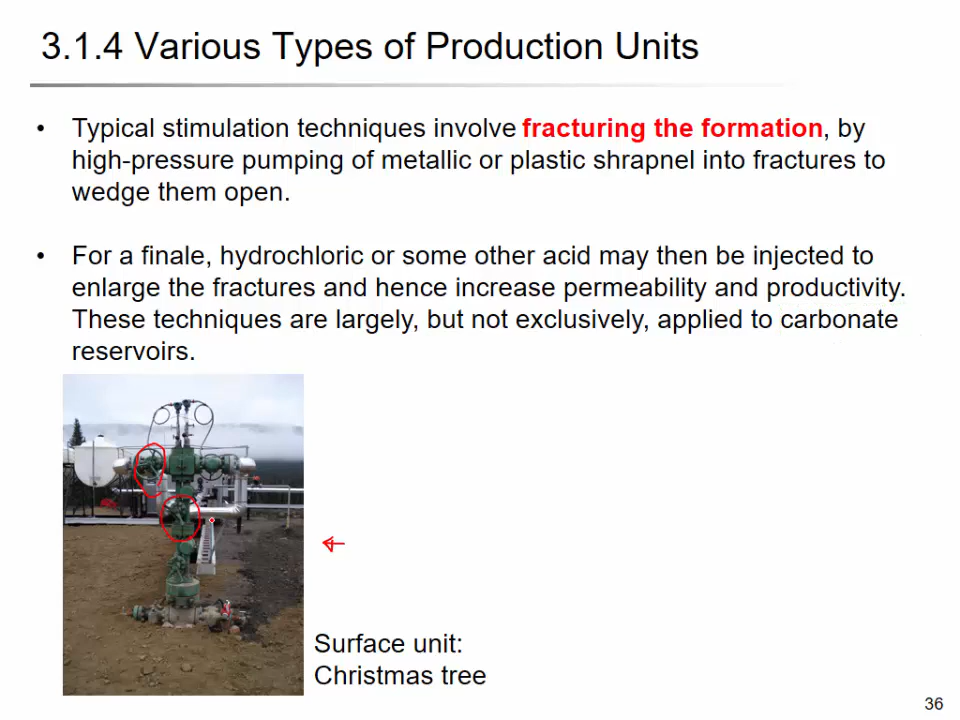 3.1.4 Various Types of Production Units
• Typical stimulation techniques involve fracturing the formation, by
high-pressure pumping of metallic or plastic shrapnel into fractures to
wedge them open.
• For a finale, hydrochloric or some other acid may then be injected to
enlarge the fractures and hence increase permeability and productivity.
These techniques are largely, but not exclusively, applied to carbonate
reservoirs.
Surface unit:
Christmas tree
36